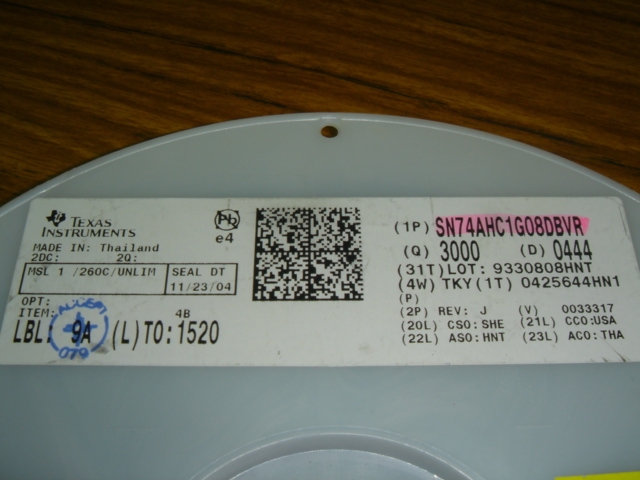 TEXAS
INSTRUMENTS
MADE IN: Thailand
2DC: 2Q:
MSL 1 /260C/UNLIM
SEAL DT
11/23/04
OPT:
ITEM:
4B
LBL: 9A (L)TO:1520
ACCEPT
079
Pb
e4
(1P) SN74AHC1G08DBVR
(Q) 3000 (D) 0444
(31T)LOT: 9330808HNT
(4W) TKY(1T) 0425644HN1
(P)
(2P) REV: J (V) 0033317
(20L) CSO:SHE (21L) CCO:USA
(22L) ASO:HNT (23L) ACO:THA